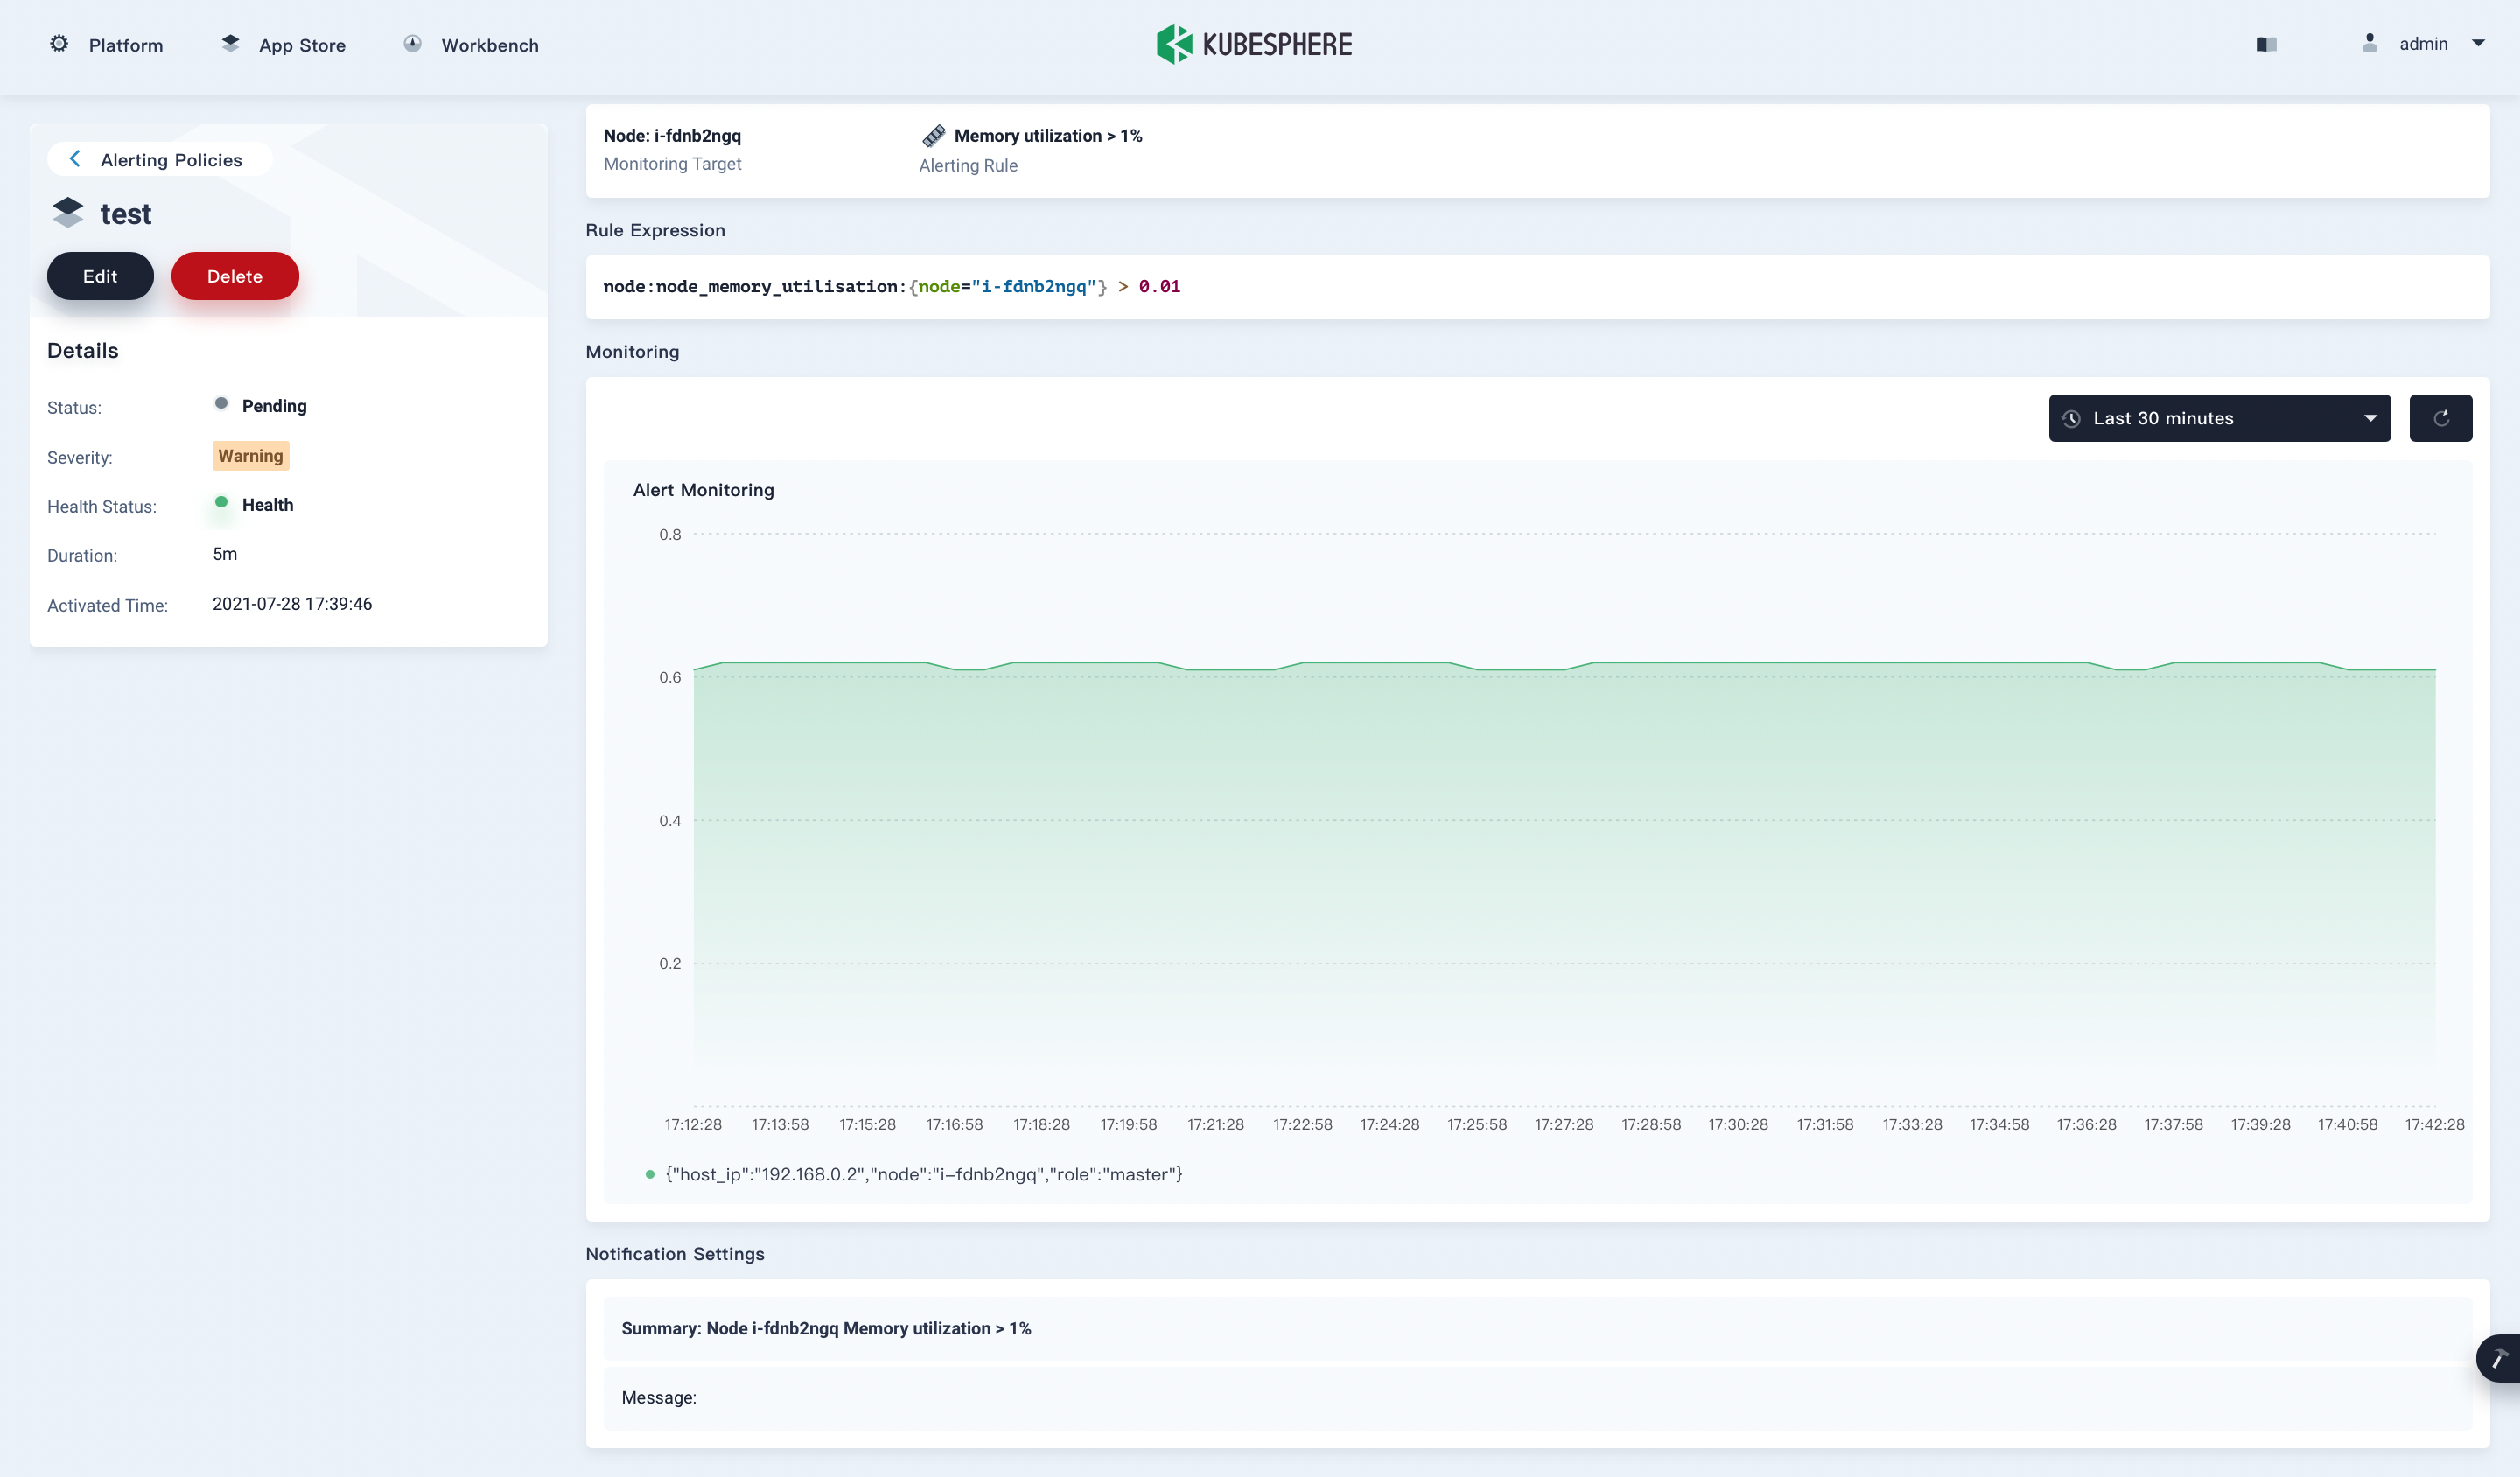 Platform
App Store
Workbench
KUBESPHERE
admin
Alerting Policies
test
Edit
Delete
Details
Status: Pending
Severity: Warning
Health Status: Health
Duration: 5m
Activated Time: 2021-07-28 17:39:46
Node: i-fdnb2ngq
Monitoring Target
Memory utilization > 1%
Alerting Rule
Rule Expression
node:node_memory_utilisation:{node="i-fdnb2ngq"} > 0.01
Monitoring
Last 30 minutes
Alert Monitoring
0.8
0.6
0.4
0.2
17:12:28 17:13:58 17:15:28 17:16:58 17:18:28 17:19:58 17:21:28 17:22:58 17:24:28 17:25:58 17:27:28 17:28:58 17:30:28 17:31:58 17:33:28 17:34:58 17:36:28 17:37:58 17:39:28 17:40:58 17:42:28
{"host_ip":"192.168.0.2","node":"i-fdnb2ngq","role":"master"}
Notification Settings
Summary: Node i-fdnb2ngq Memory utilization > 1%
Message: